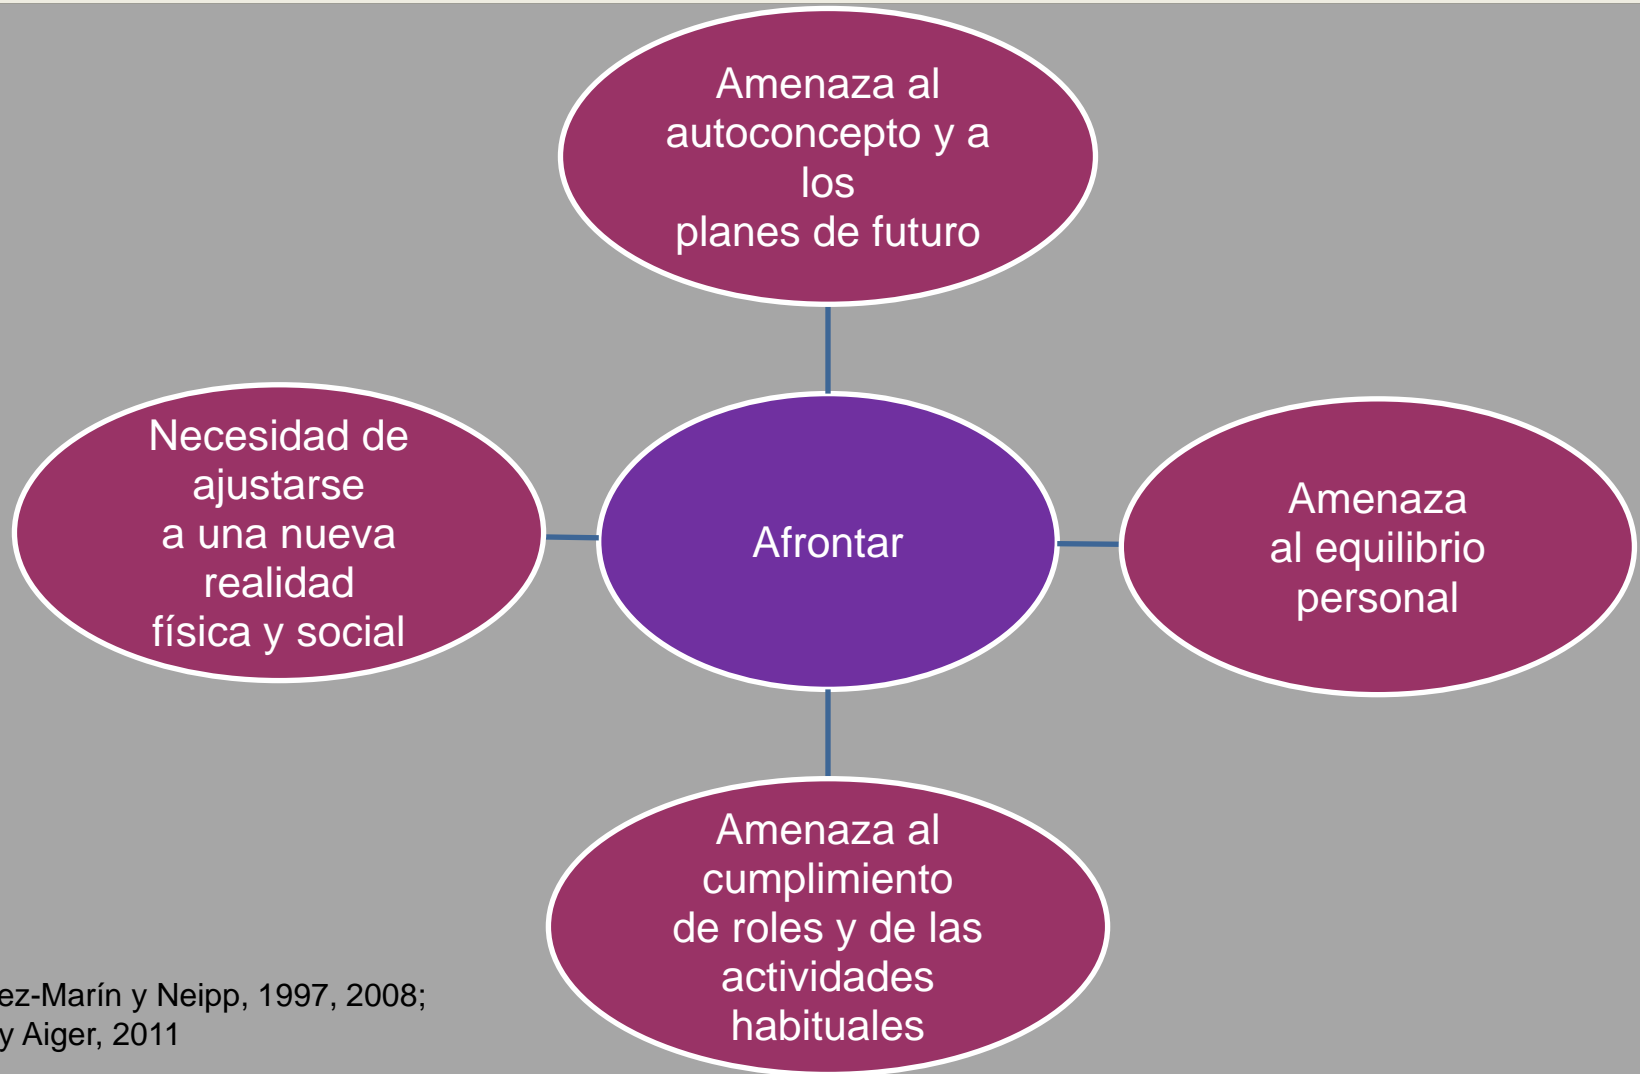 Amenaza al
autoconcepto y a
los
planes de futuro
Necesidad de
ajustarse
a una nueva
realidad
física y social
Afrontar
Amenaza
al equilibrio
personal
Amenaza al
cumplimiento
de roles y de las
actividades
habituales
ez-Marín y Neipp, 1997, 2008;
y Aiger, 2011